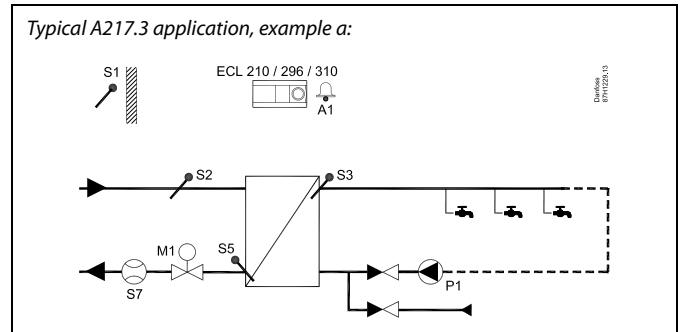 Typical A217.3 application, example a:
S1
ECL 210 / 296 / 310
A1
Danfoss
87H1229.13
S2
S3
M1
S5
S7
P1